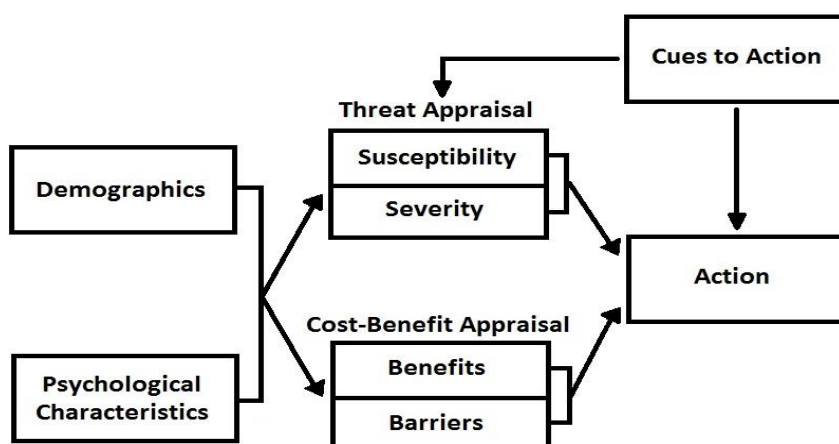 Cues to Action
Threat Appraisal
Susceptibility
Severity
Demographics
Action
Cost-Benefit Appraisal
Benefits
Barriers
Psychological
Characteristics